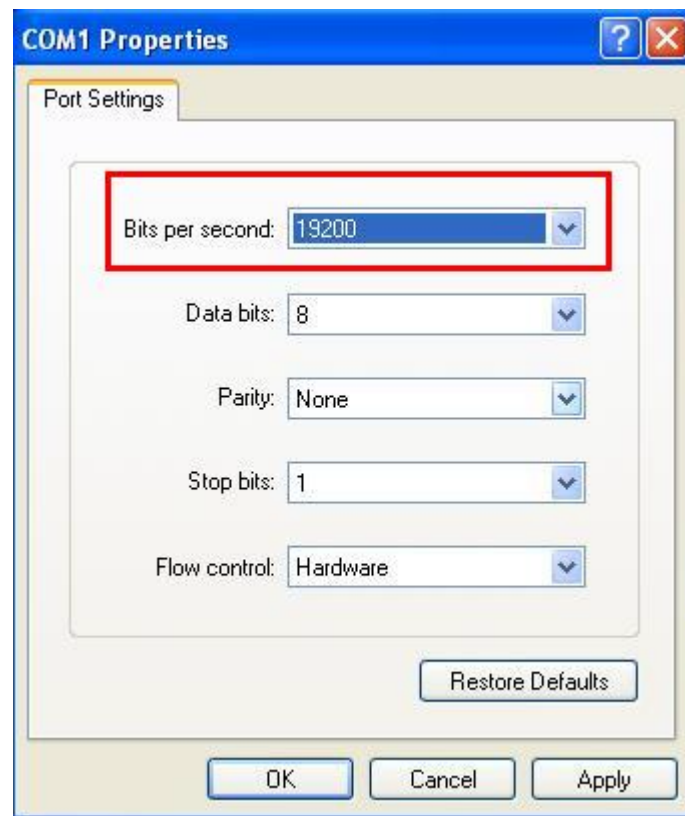 COM1 Properties
Port Settings
Bits per second: 19200
Data bits: 8
Parity: None
Stop bits: 1
Flow control: Hardware
Restore Defaults
OK Cancel Apply